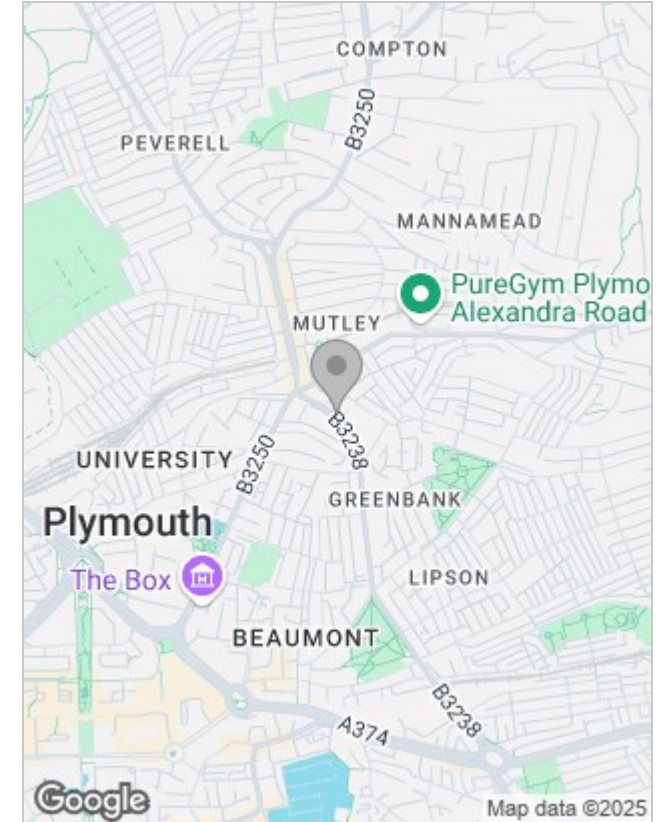 COMPTON
B3250
PEVERELL
MANNAMEAD
PureGym Plymo
Alexandra Road
MUTLEY
B3238
UNIVERSITY
B3250
GREENBANK
Plymouth
The Box
LIPSON
BEAUMONT
B3238
A374
Google
Map data ©2025